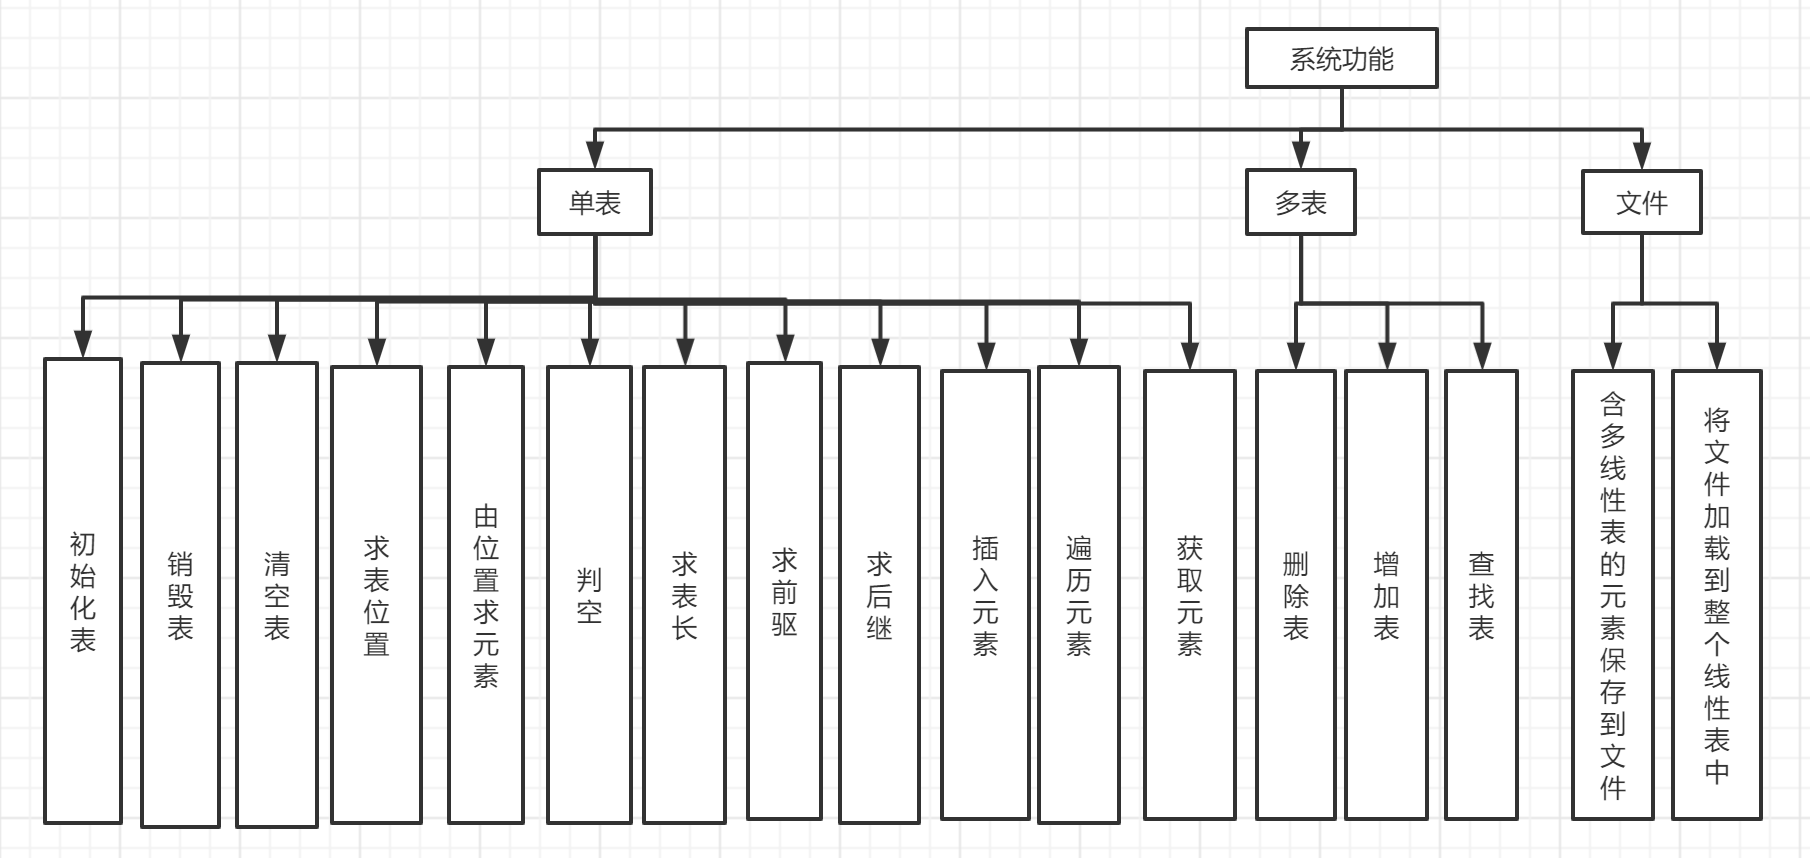 系统功能
单表
多表
文件
初始化表
销毁表
清空表
求表位置
由位置求元素
判空
求表长
求前驱
求后继
插入元素
遍历元素
获取元素
删除表
增加表
查找表
含多线性表的元素保存到文件
将文件加载到整个线性表中